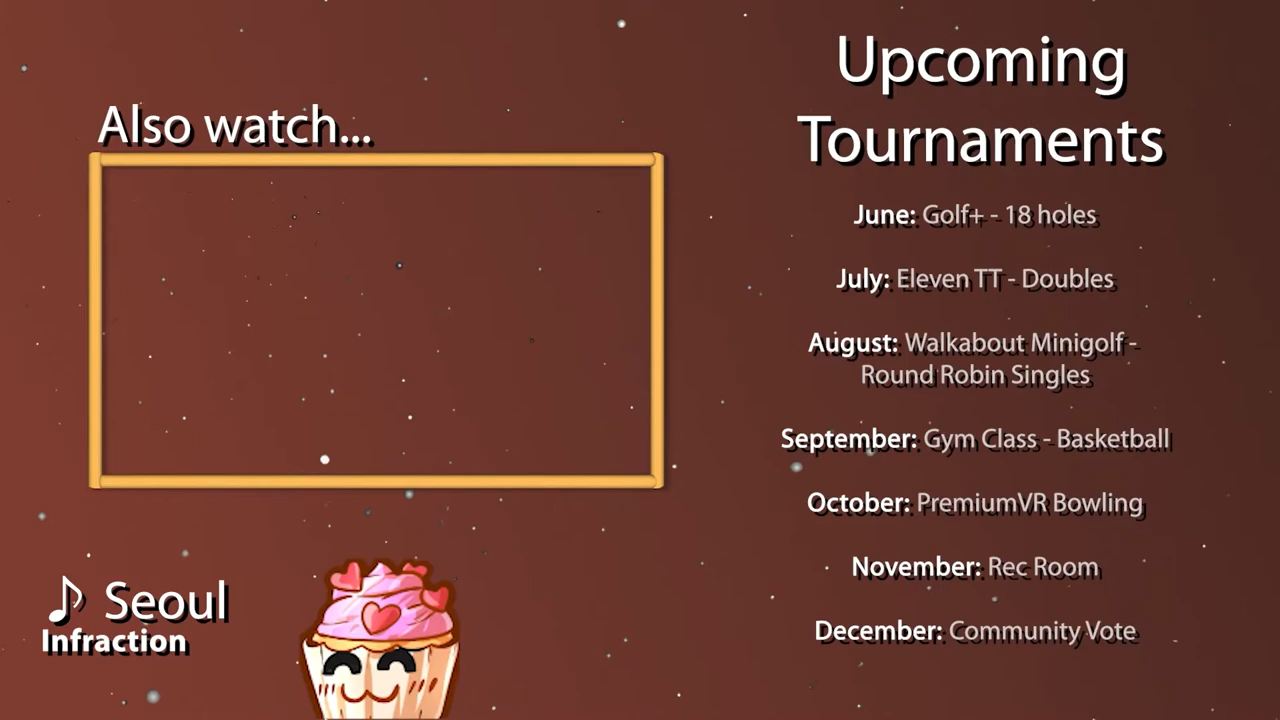 Also watch...
♪ Seoul
Infraction
Upcoming
Tournaments
June: Golf+ - 18 holes
July: Eleven TT - Doubles
August: Walkabout Minigolf -
Round Robin Singles
September: Gym Class - Basketball
October: PremiumVR Bowling
November: Rec Room
December: Community Vote